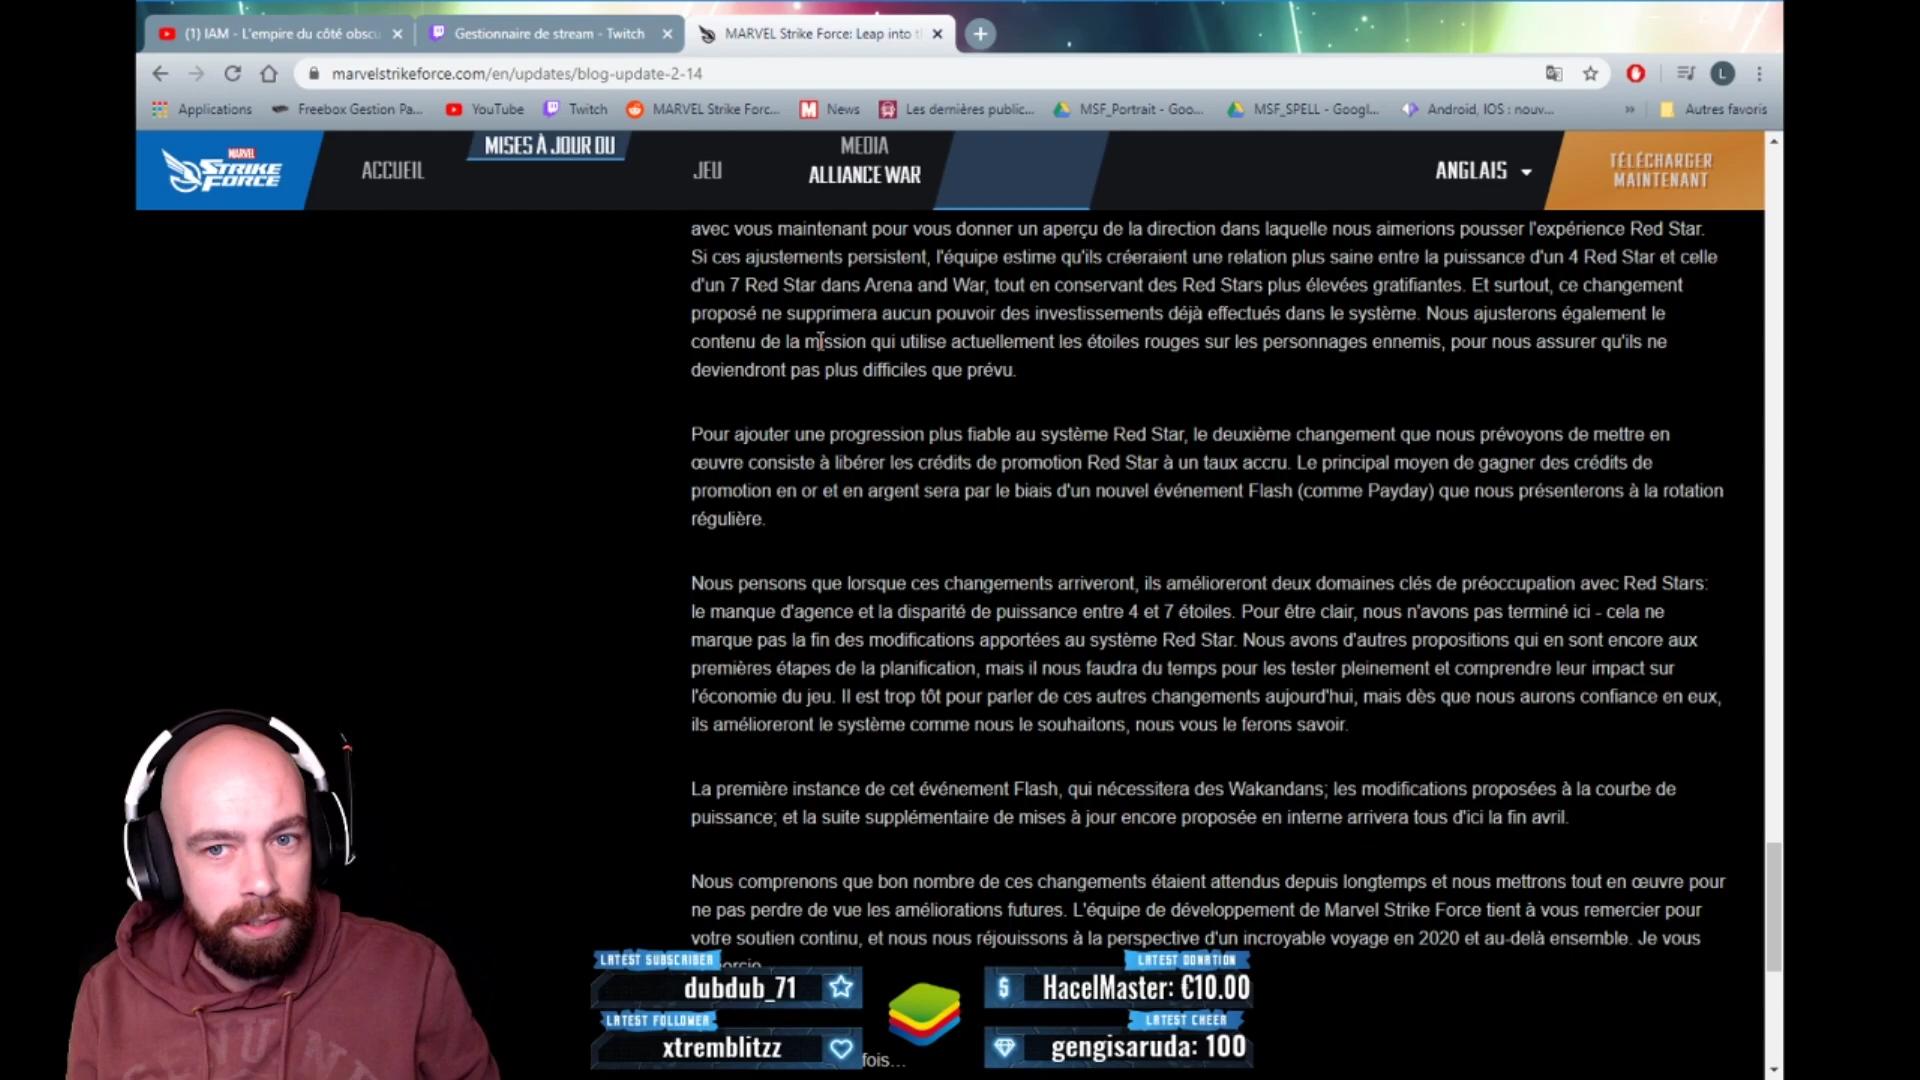 (1) IAM - L'empire du côté obscu
Gestionnaire de stream - Twitch
MARVEL Strike Force: Leap into t
marvelstrikeforce.com/en/updates/blog-update-2-14
L
Applications
Freebox Gestion Pa...
YouTube
Twitch
MARVEL Strike Forc...
News
Les dernières public...
MSF_Portrait - Goo...
MSF_SPELL - Googl...
Android, IOS : nouv...
»
Autres favoris
MARVEL
STRIKE
FORCE
ACCUEIL
MISES À JOUR DU
JEU
MEDIA
ALLIANCE WAR
ANGLAIS
TÉLÉCHARGER
MAINTENANT
avec vous maintenant pour vous donner un aperçu de la direction dans laquelle nous aimerions pousser l'expérience Red Star.
Si ces ajustements persistent, l'équipe estime qu'ils créeraient une relation plus saine entre la puissance d'un 4 Red Star et celle
d'un 7 Red Star dans Arena and War, tout en conservant des Red Stars plus élevées gratifiantes. Et surtout, ce changement
proposé ne supprimera aucun pouvoir des investissements déjà effectués dans le système. Nous ajusterons également le
contenu de la mission qui utilise actuellement les étoiles rouges sur les personnages ennemis, pour nous assurer qu'ils ne
deviendront pas plus difficiles que prévu.
Pour ajouter une progression plus fiable au système Red Star, le deuxième changement que nous prévoyons de mettre en
œuvre consiste à libérer les crédits de promotion Red Star à un taux accru. Le principal moyen de gagner des crédits de
promotion en or et en argent sera par le biais d'un nouvel événement Flash (comme Payday) que nous présenterons à la rotation
régulière.
Nous pensons que lorsque ces changements arriveront, ils amélioreront deux domaines clés de préoccupation avec Red Stars:
le manque d'agence et la disparité de puissance entre 4 et 7 étoiles. Pour être clair, nous n'avons pas terminé ici - cela ne
marque pas la fin des modifications apportées au système Red Star. Nous avons d'autres propositions qui en sont encore aux
premières étapes de la planification, mais il nous faudra du temps pour les tester pleinement et comprendre leur impact sur
l'économie du jeu. Il est trop tôt pour parler de ces autres changements aujourd'hui, mais dès que nous aurons confiance en eux,
ils amélioreront le système comme nous le souhaitons, nous vous le ferons savoir.
La première instance de cet événement Flash, qui nécessitera des Wakandans; les modifications proposées à la courbe de
puissance; et la suite supplémentaire de mises à jour encore proposée en interne arrivera tous d'ici la fin avril.
Nous comprenons que bon nombre de ces changements étaient attendus depuis longtemps et nous mettrons tout en œuvre pour
ne pas perdre de vue les améliorations futures. L'équipe de développement de Marvel Strike Force tient à vous remercier pour
votre soutien continu, et nous nous réjouissons à la perspective d'un incroyable voyage en 2020 et au-delà ensemble. Je vous
LATEST SUBSCRIBER
dubdub_71
LATEST FOLLOWER
xtremblitzz
LATEST DONATION
$ HacelMaster: €10.00
LATEST CHEER
gengisaruda: 100
fois...